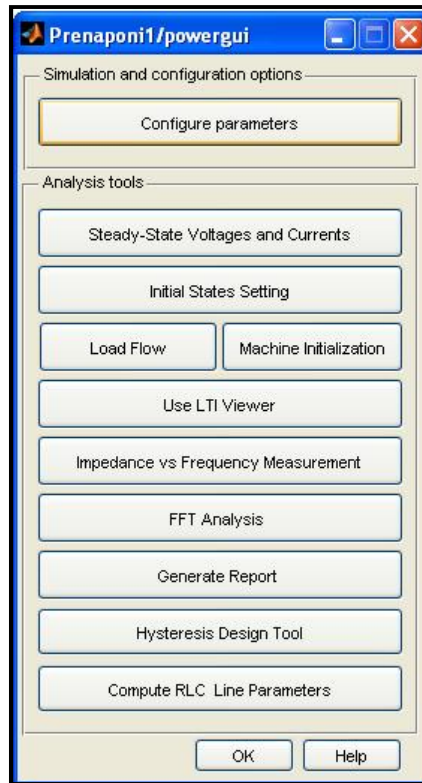 Prenaponi1/powergui
Simulation and configuration options
Configure parameters
Analysis tools
Steady-State Voltages and Currents
Initial States Setting
Load Flow Machine Initialization
Use LTI Viewer
Impedance vs Frequency Measurement
FFT Analysis
Generate Report
Hysteresis Design Tool
Compute RLC Line Parameters
OK Help